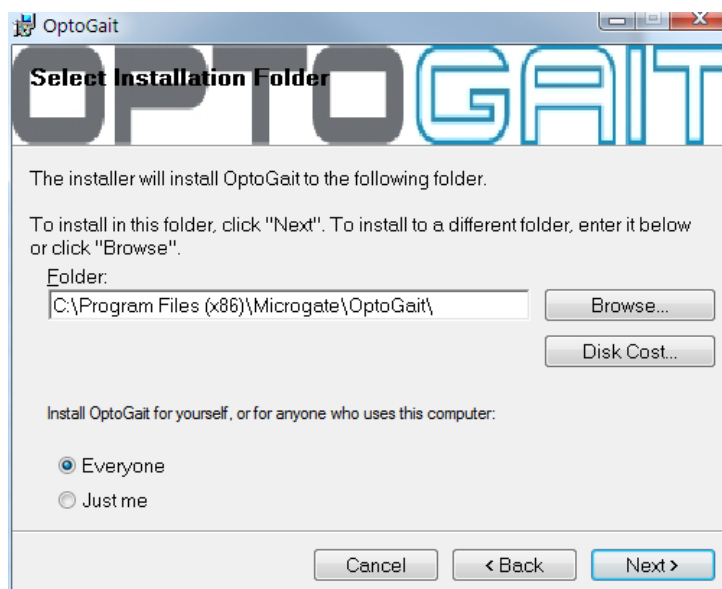 OptoGait
OPTOGAIT
Select Installation Folder
The installer will install OptoGait to the following folder.
To install in this folder, click "Next". To install to a different folder, enter it below
or click "Browse".
Folder:
C:\Program Files (x86)\Microgate\OptoGait\
Browse...
Disk Cost...
Install OptoGait for yourself, or for anyone who uses this computer:
Everyone
Just me
Cancel
< Back
Next >